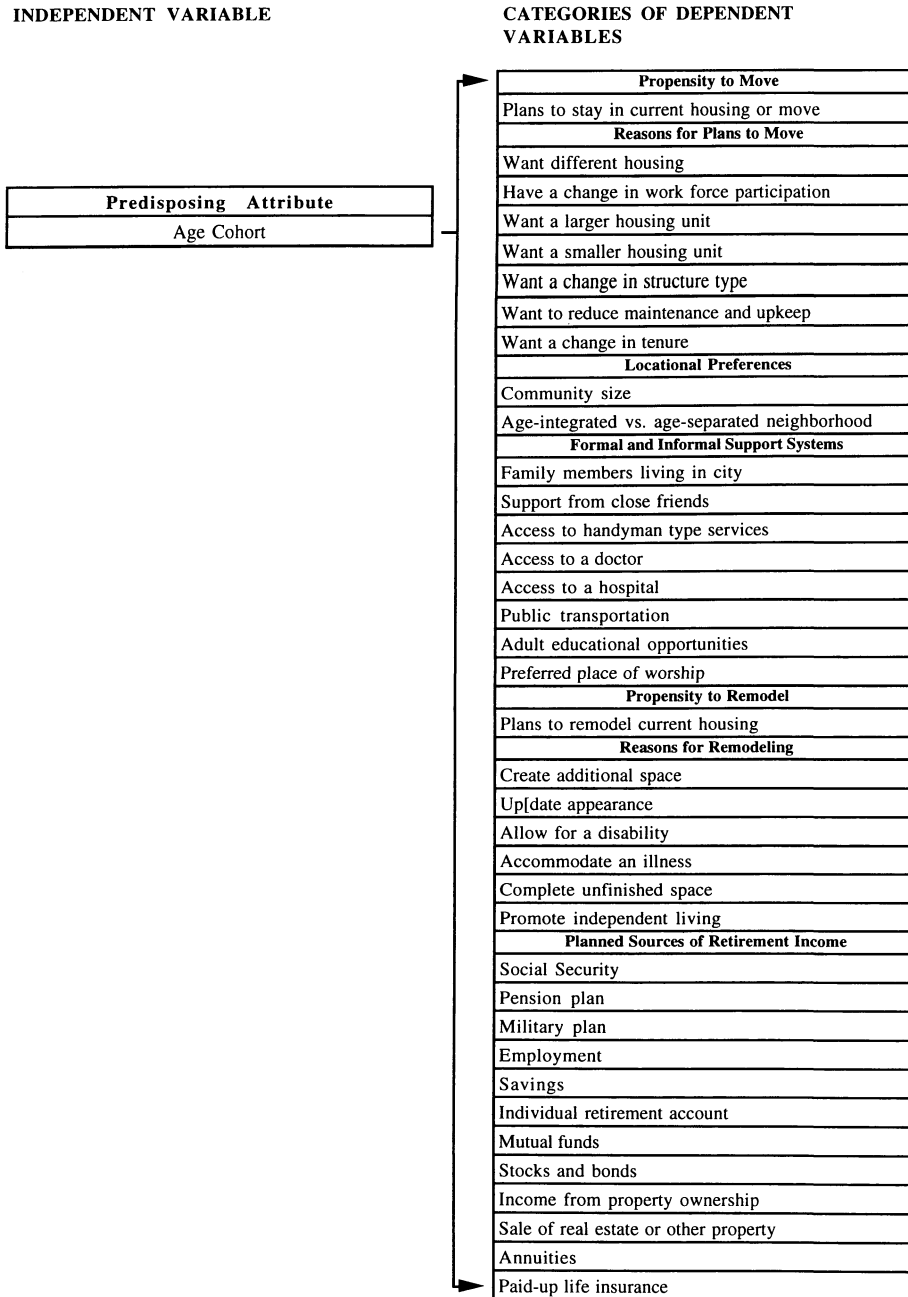 INDEPENDENT VARIABLE
CATEGORIES OF DEPENDENT
VARIABLES
Predisposing Attribute
Age Cohort
Propensity to Move
Plans to stay in current housing or move
Reasons for Plans to Move
Want different housing
Have a change in work force participation
Want a larger housing unit
Want a smaller housing unit
Want a change in structure type
Want to reduce maintenance and upkeep
Want a change in tenure
Locational Preferences
Community size
Age-integrated vs. age-separated neighborhood
Formal and Informal Support Systems
Family members living in city
Support from close friends
Access to handyman type services
Access to a doctor
Access to a hospital
Public transportation
Adult educational opportunities
Preferred place of worship
Propensity to Remodel
Plans to remodel current housing
Reasons for Remodeling
Create additional space
Up[date appearance
Allow for a disability
Accommodate an illness
Complete unfinished space
Promote independent living
Planned Sources of Retirement Income
Social Security
Pension plan
Military plan
Employment
Savings
Individual retirement account
Mutual funds
Stocks and bonds
Income from property ownership
Sale of real estate or other property
Annuities
Paid-up life insurance